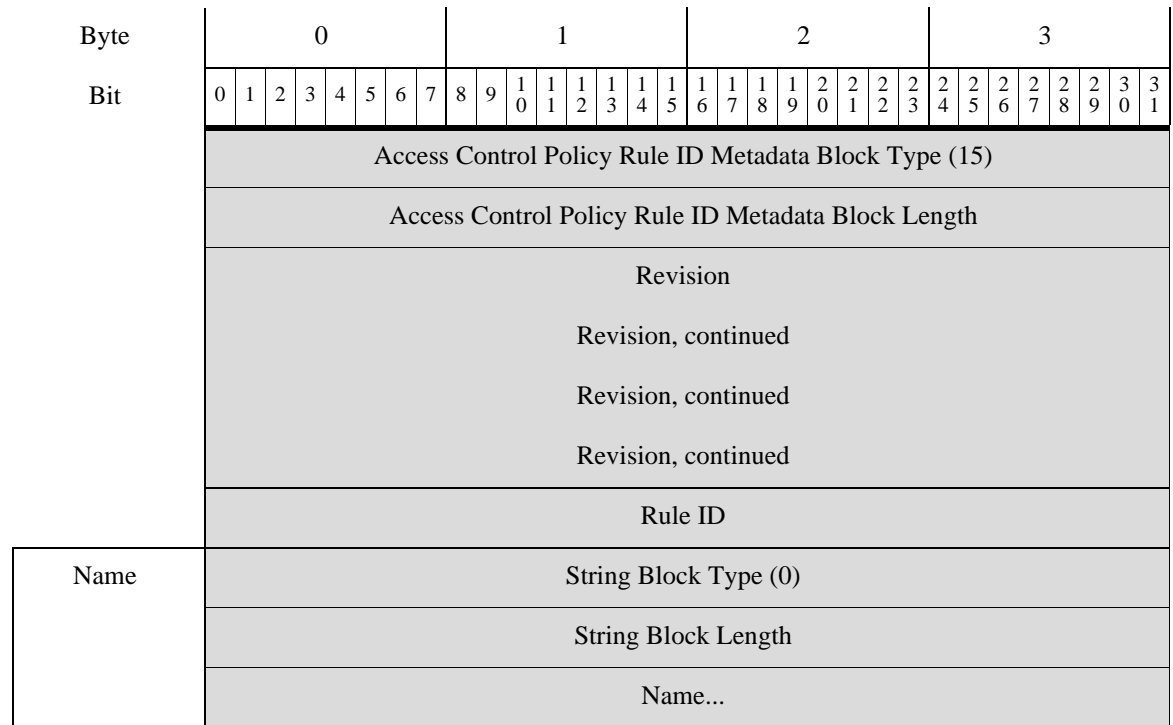 Byte 0 1 2 3
Bit 0 1 2 3 4 5 6 7 8 9 10 11 12 13 14 15 16 17 18 19 20 21 22 23 24 25 26 27 28 29 30 31
Access Control Policy Rule ID Metadata Block Type (15)
Access Control Policy Rule ID Metadata Block Length
Revision
Revision, continued
Revision, continued
Revision, continued
Rule ID
Name String Block Type (0)
String Block Length
Name...